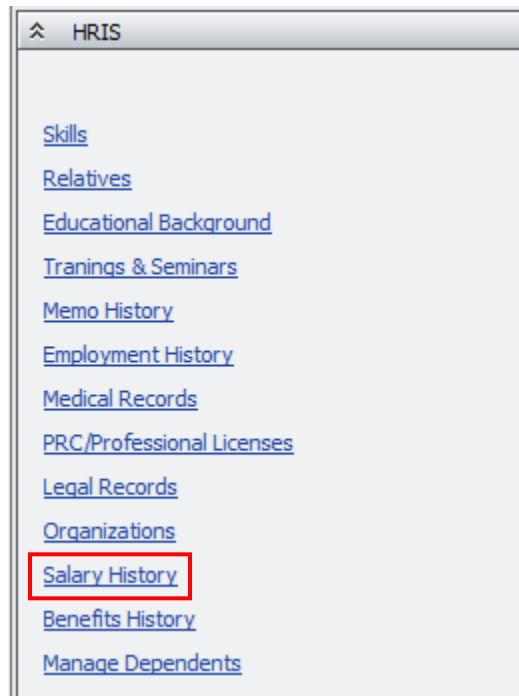 HRIS
Skills
Relatives
Educational Background
Tranings & Seminars
Memo History
Employment History
Medical Records
PRC/Professional Licenses
Legal Records
Organizations
Salary History
Benefits History
Manage Dependents